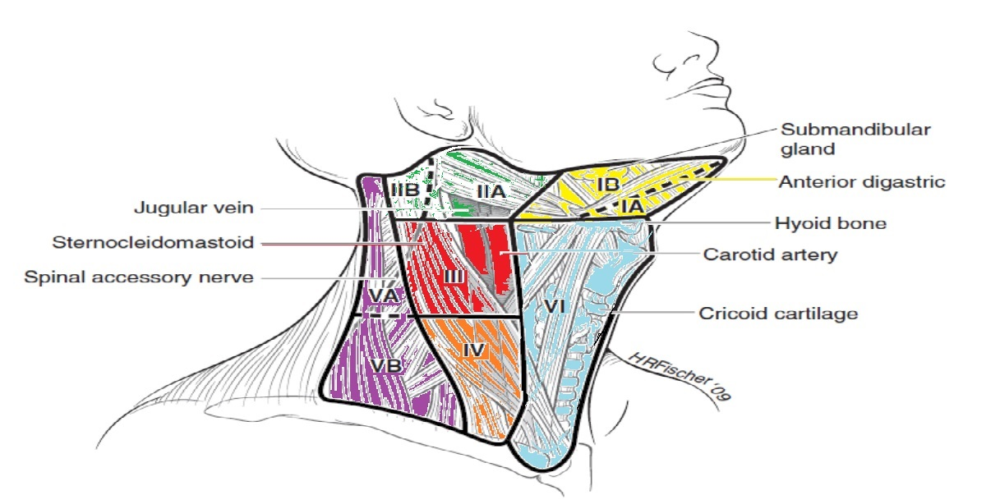 Submandibular
gland
IB
Anterior digastric
IIB
IIA
IA
Jugular vein
Hyoid bone
Sternocleidomastoid
Carotid artery
Spinal accessory nerve
III
VA
VI
Cricoid cartilage
IV
VB
HRFischer '09